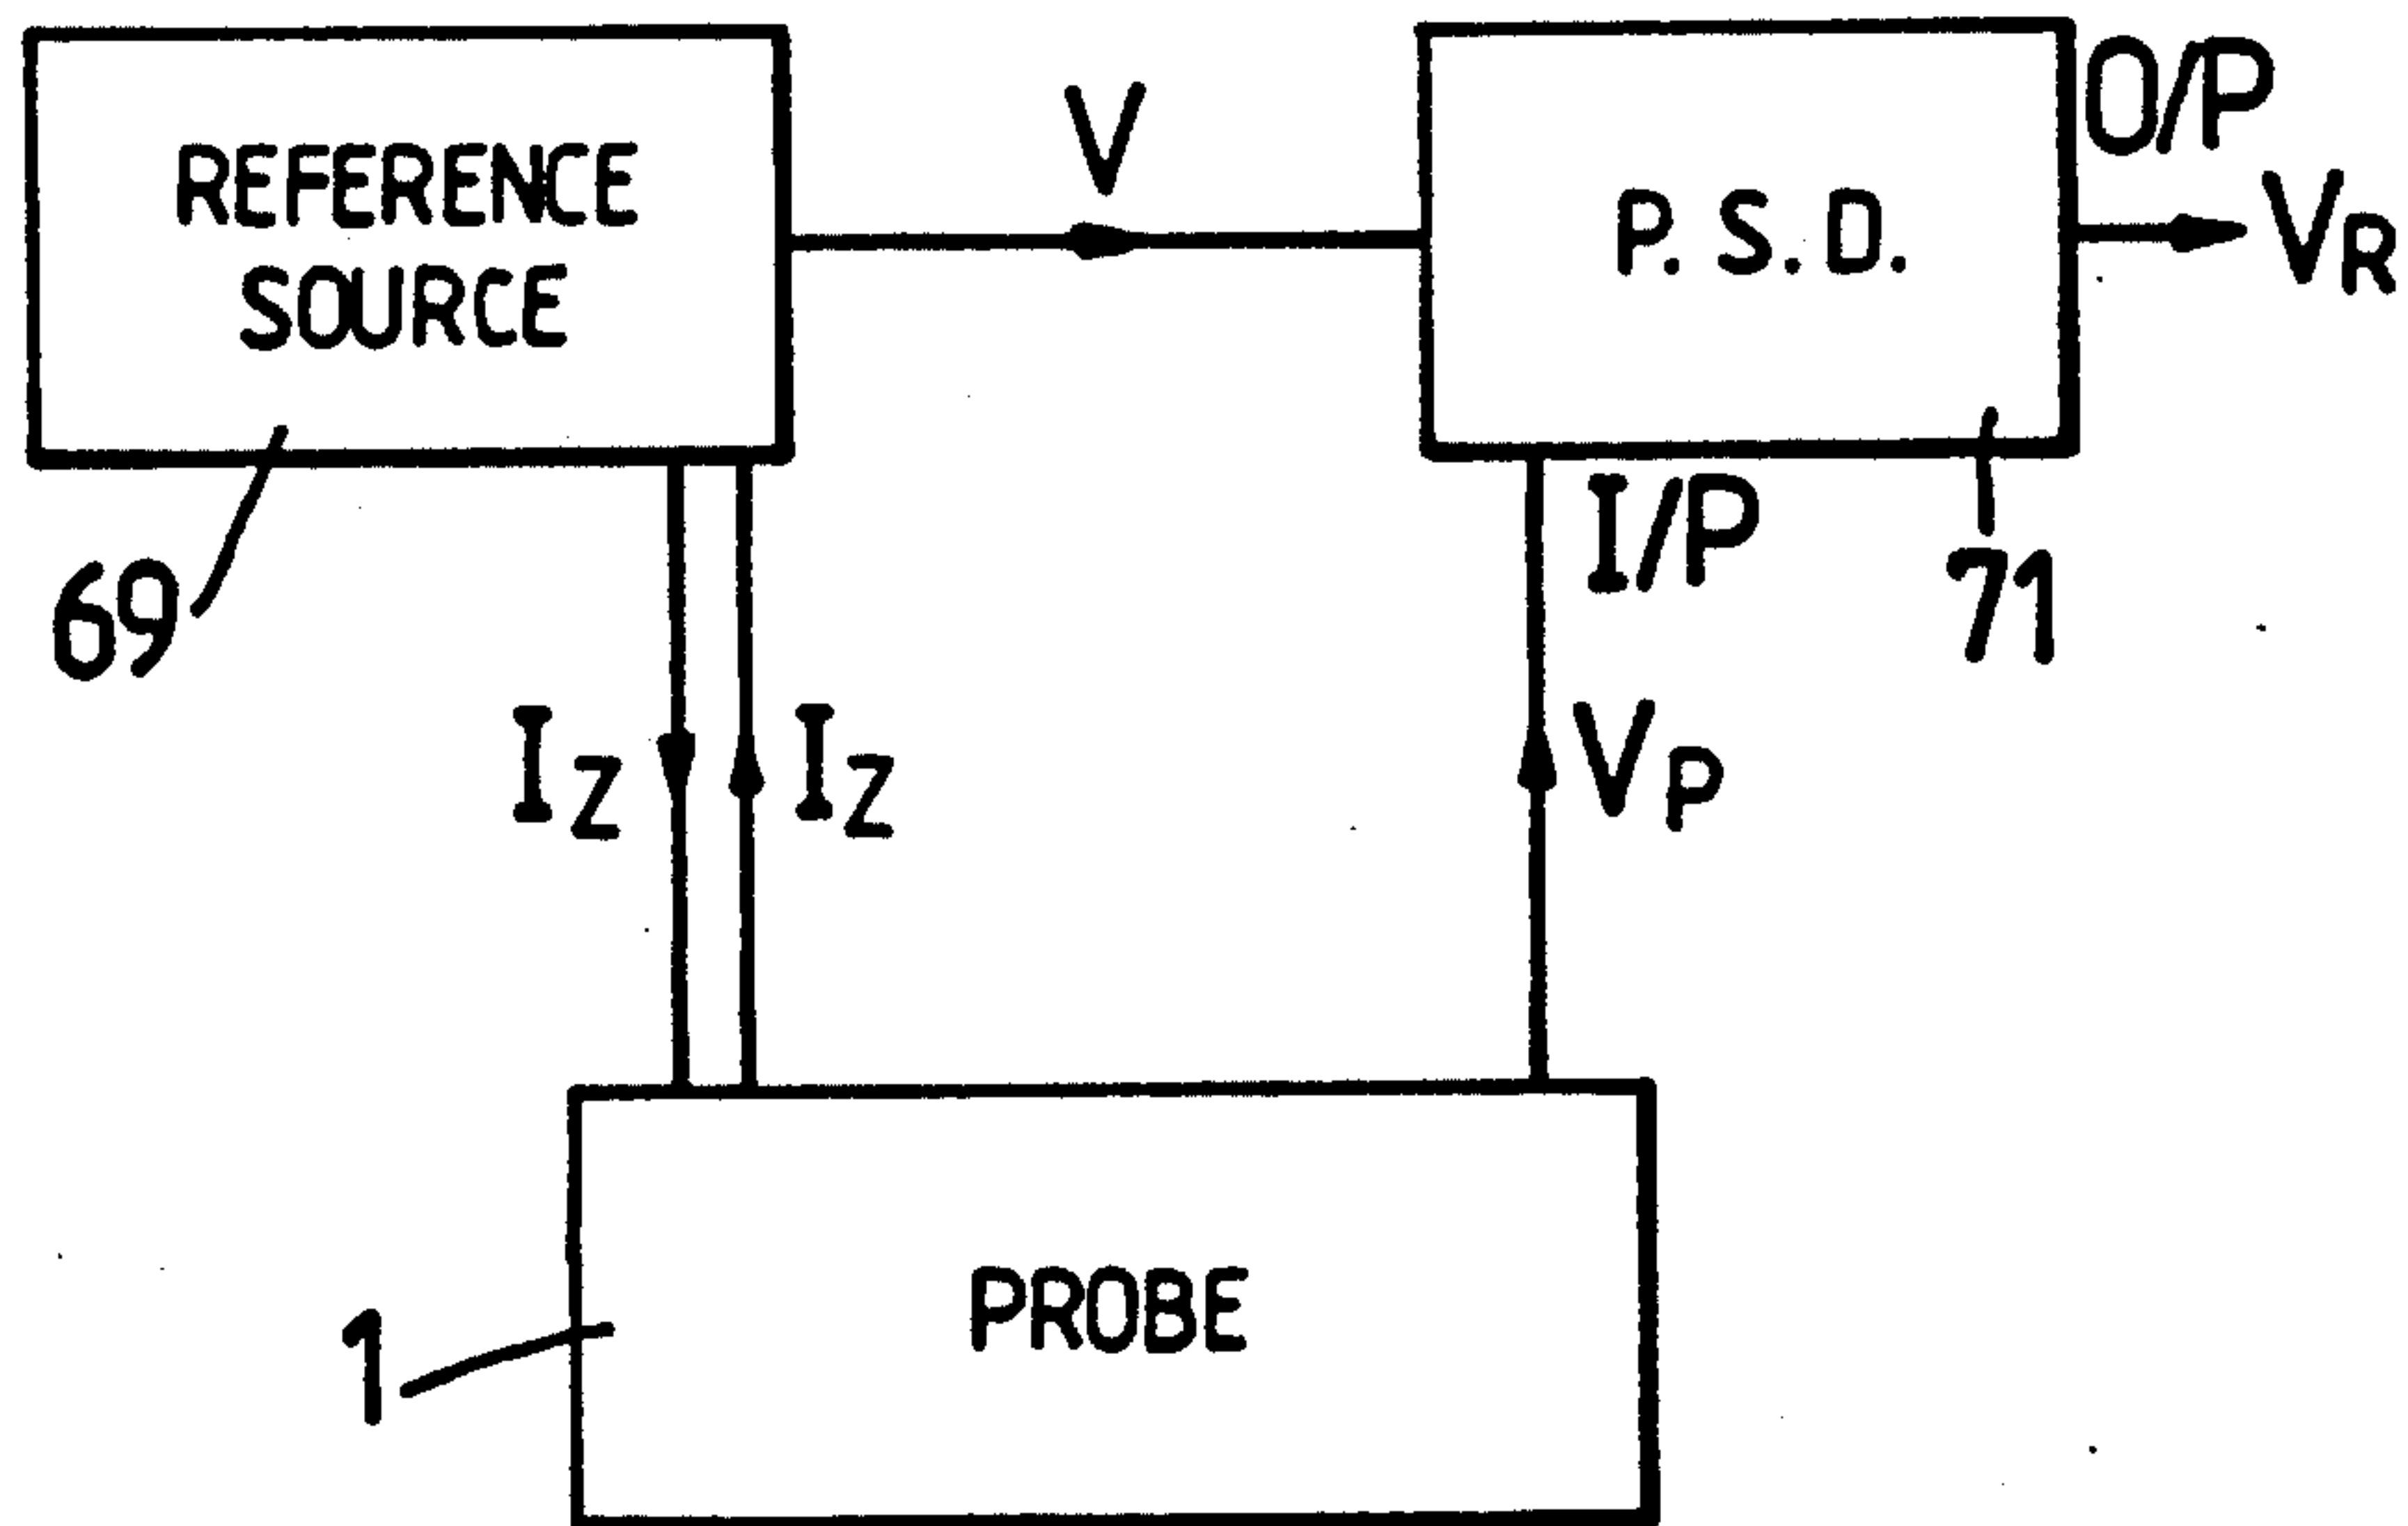 REFERENCE
SOURCE
V
P. S. D.
O/P
VR
69
I/P
71
IZ
IZ
VP
1
PROBE